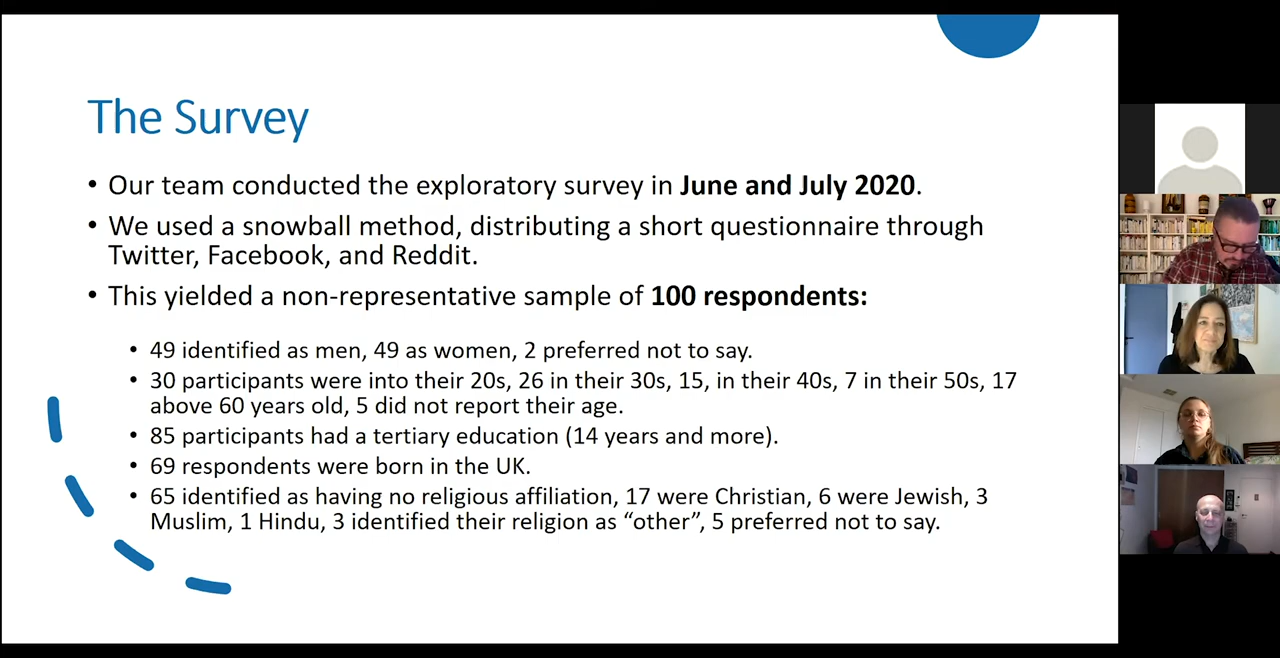 The Survey
• Our team conducted the exploratory survey in June and July 2020.
• We used a snowball method, distributing a short questionnaire through
Twitter, Facebook, and Reddit.
• This yielded a non-representative sample of 100 respondents:
• 49 identified as men, 49 as women, 2 preferred not to say.
• 30 participants were into their 20s, 26 in their 30s, 15, in their 40s, 7 in their 50s, 17
above 60 years old, 5 did not report their age.
• 85 participants had a tertiary education (14 years and more).
• 69 respondents were born in the UK.
• 65 identified as having no religious affiliation, 17 were Christian, 6 were Jewish, 3
Muslim, 1 Hindu, 3 identified their religion as “other”, 5 preferred not to say.